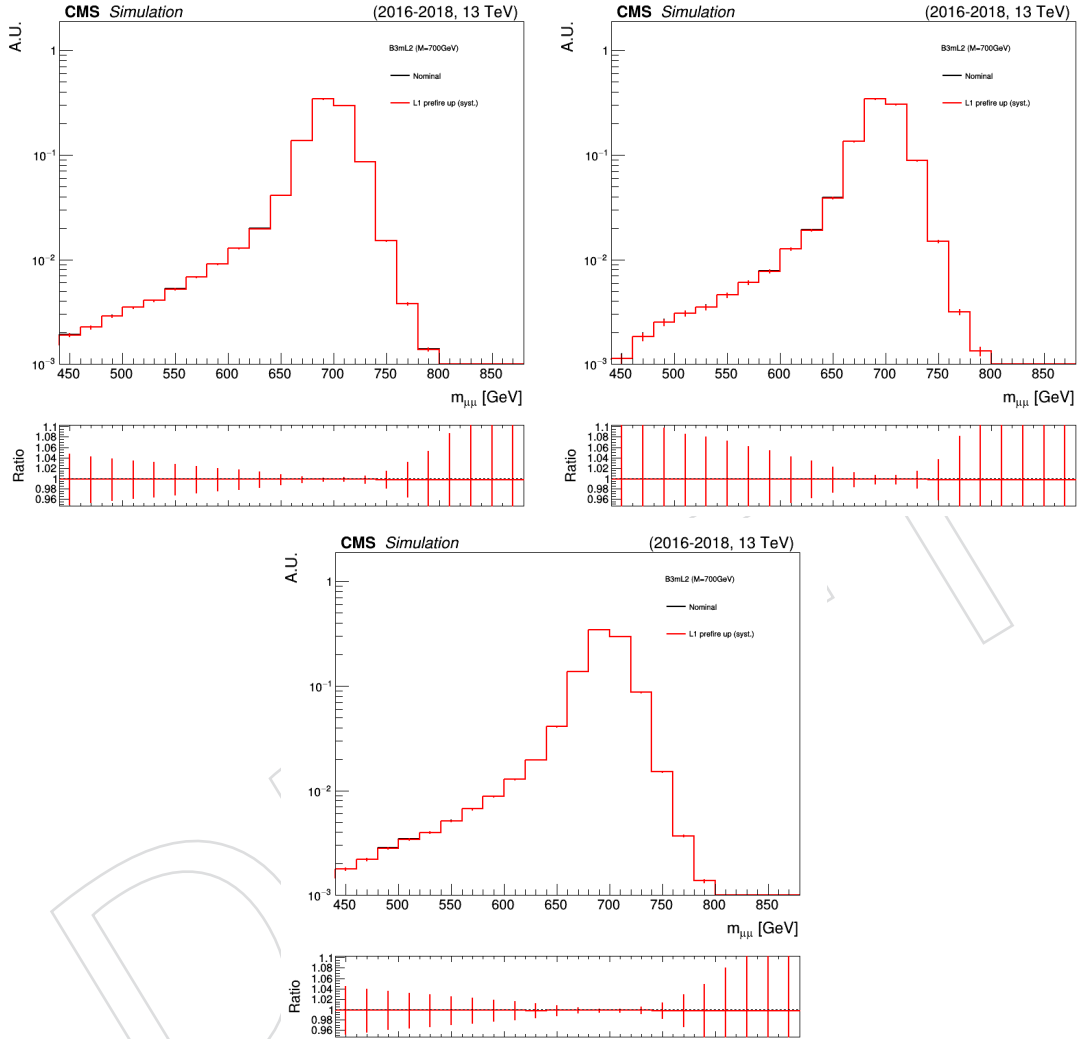 CMS Simulation (2016-2018, 13 TeV)
A.U.
B3mL2 (M=700GeV)
Nominal
L1 prefire up (syst.)
1
10⁻¹
10⁻²
10⁻³
450 500 550 600 650 700 750 800 850
m_μμ [GeV]
Ratio
1.1
1.08
1.06
1.04
1.02
1
0.98
0.96
CMS Simulation (2016-2018, 13 TeV)
A.U.
B3mL2 (M=700GeV)
Nominal
L1 prefire up (syst.)
1
10⁻¹
10⁻²
10⁻³
450 500 550 600 650 700 750 800 850
m_μμ [GeV]
Ratio
1.1
1.08
1.06
1.04
1.02
1
0.98
0.96
CMS Simulation (2016-2018, 13 TeV)
A.U.
B3mL2 (M=700GeV)
Nominal
L1 prefire up (syst.)
1
10⁻¹
10⁻²
10⁻³
450 500 550 600 650 700 750 800 850
m_μμ [GeV]
Ratio
1.1
1.08
1.06
1.04
1.02
1
0.98
0.96